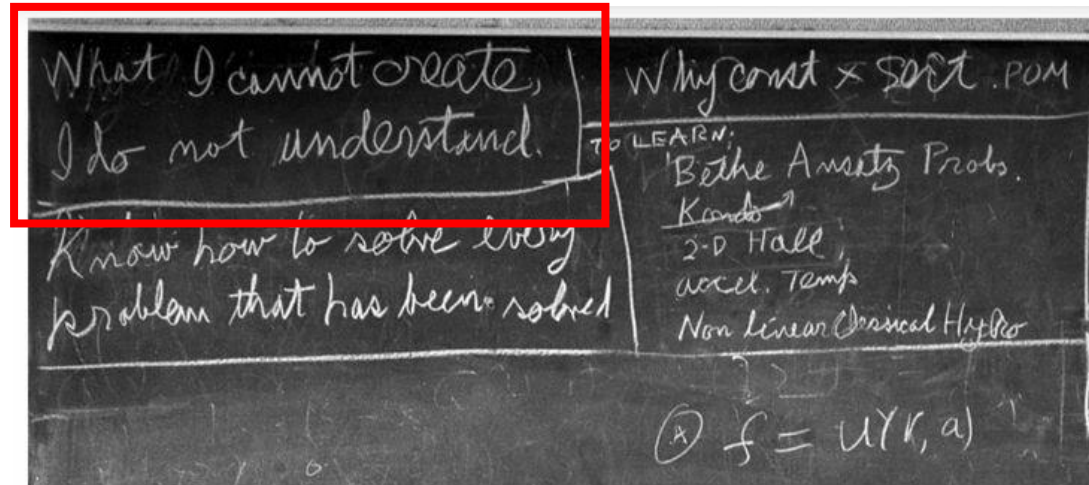 What I cannot create,
I do not understand.
Know how to solve every
problem that has been solved
Why const × sort . POM
TO LEARN:
Bethe Ansatz Probs.
Kondo
2-D Hall
accel. Temp
Non linear Classical Hydro
Ⓐ f = u(r, a)